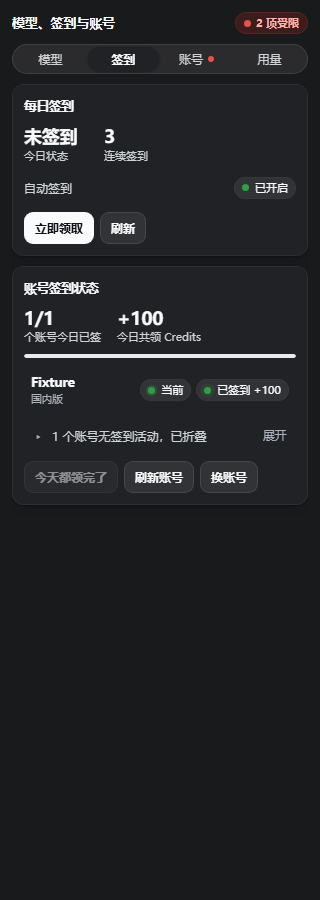 模型、签到与账号
2 项受限
模型
签到
账号
用量
每日签到
未签到
3
今日状态
连续签到
自动签到
已开启
立即领取
刷新
账号签到状态
1/1
+100
个账号今日已签
今日共领 Credits
Fixture
国内版
当前
已签到 +100
1 个账号无签到活动，已折叠
展开
今天都领完了
刷新账号
换账号